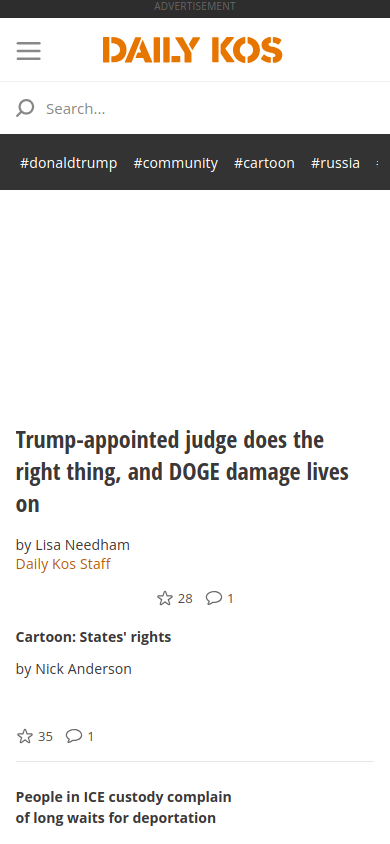 ADVERTISEMENT
DAILY KOS
Search...
#donaldtrump #community #cartoon #russia
Trump-appointed judge does the
right thing, and DOGE damage lives
on
by Lisa Needham
Daily Kos Staff
28 1
Cartoon: States' rights
by Nick Anderson
35 1
People in ICE custody complain
of long waits for deportation